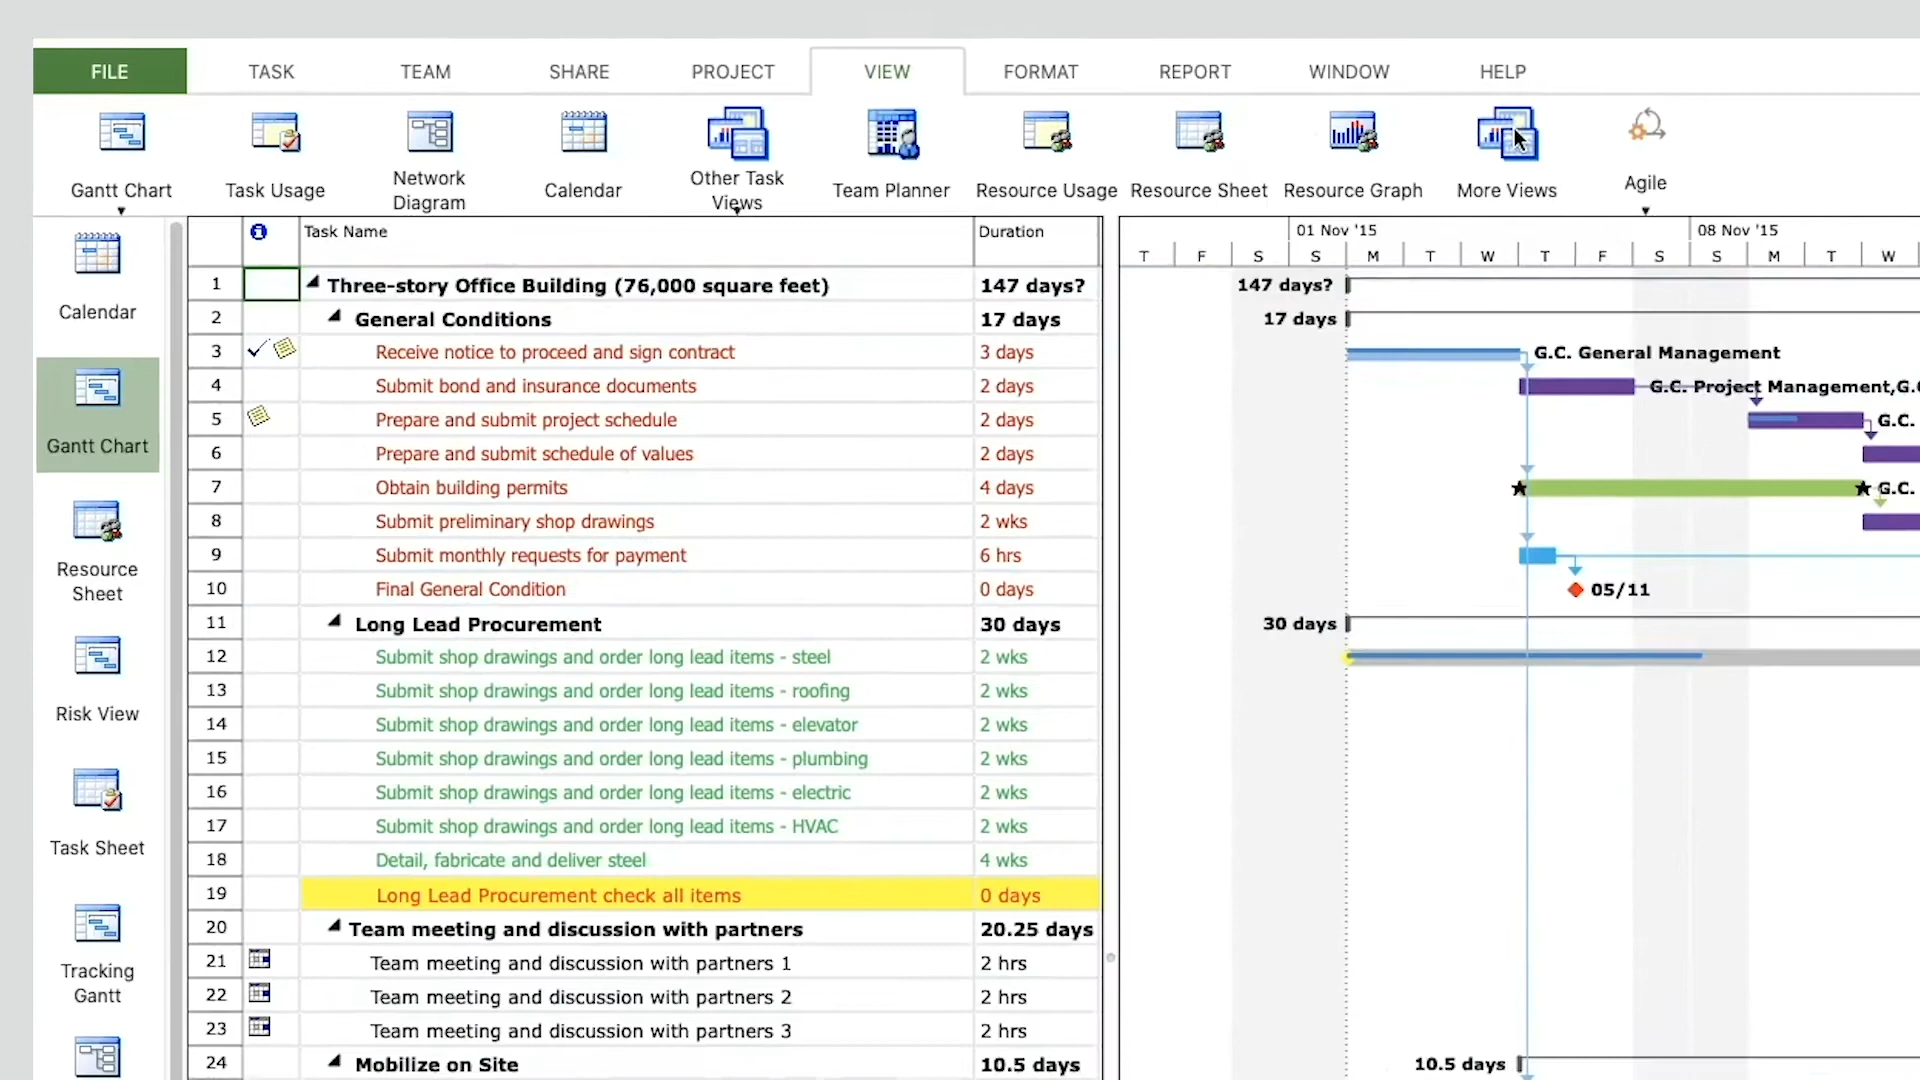 FILE TASK TEAM SHARE PROJECT VIEW FORMAT REPORT WINDOW HELP
Gantt Chart
Task Usage
Network
Diagram
Calendar
Other Task
Views
Team Planner
Resource Usage
Resource Sheet
Resource Graph
More Views
Agile
Calendar
Gantt Chart
Resource
Sheet
Risk View
Task Sheet
Tracking
Gantt
Task Name Duration
1 Three-story Office Building (76,000 square feet) 147 days?
2 General Conditions 17 days
3 Receive notice to proceed and sign contract 3 days
4 Submit bond and insurance documents 2 days
5 Prepare and submit project schedule 2 days
6 Prepare and submit schedule of values 2 days
7 Obtain building permits 4 days
8 Submit preliminary shop drawings 2 wks
9 Submit monthly requests for payment 6 hrs
10 Final General Condition 0 days
11 Long Lead Procurement 30 days
12 Submit shop drawings and order long lead items - steel 2 wks
13 Submit shop drawings and order long lead items - roofing 2 wks
14 Submit shop drawings and order long lead items - elevator 2 wks
15 Submit shop drawings and order long lead items - plumbing 2 wks
16 Submit shop drawings and order long lead items - electric 2 wks
17 Submit shop drawings and order long lead items - HVAC 2 wks
18 Detail, fabricate and deliver steel 4 wks
19 Long Lead Procurement check all items 0 days
20 Team meeting and discussion with partners 20.25 days
21 Team meeting and discussion with partners 1 2 hrs
22 Team meeting and discussion with partners 2 2 hrs
23 Team meeting and discussion with partners 3 2 hrs
24 Mobilize on Site 10.5 days
01 Nov '15 08 Nov '15
T F S S M T W T F S S M T W
147 days?
17 days
G.C. General Management
G.C. Project Management,G.C
G.C.
G.C.
05/11
30 days
10.5 days